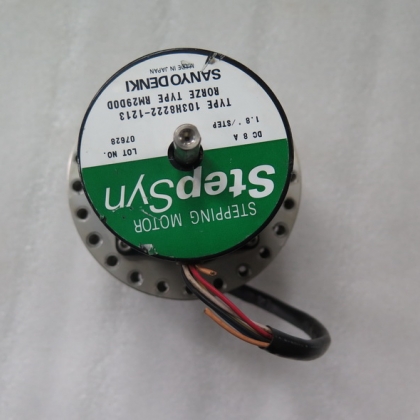 STEPPING MOTOR
StepSyn
DC 8 A LOT NO.
1.8 °/STEP 07628
TYPE 103H8222-1213
RORZE TYPE RM29D0D
SANYO DENKI
MADE IN JAPAN